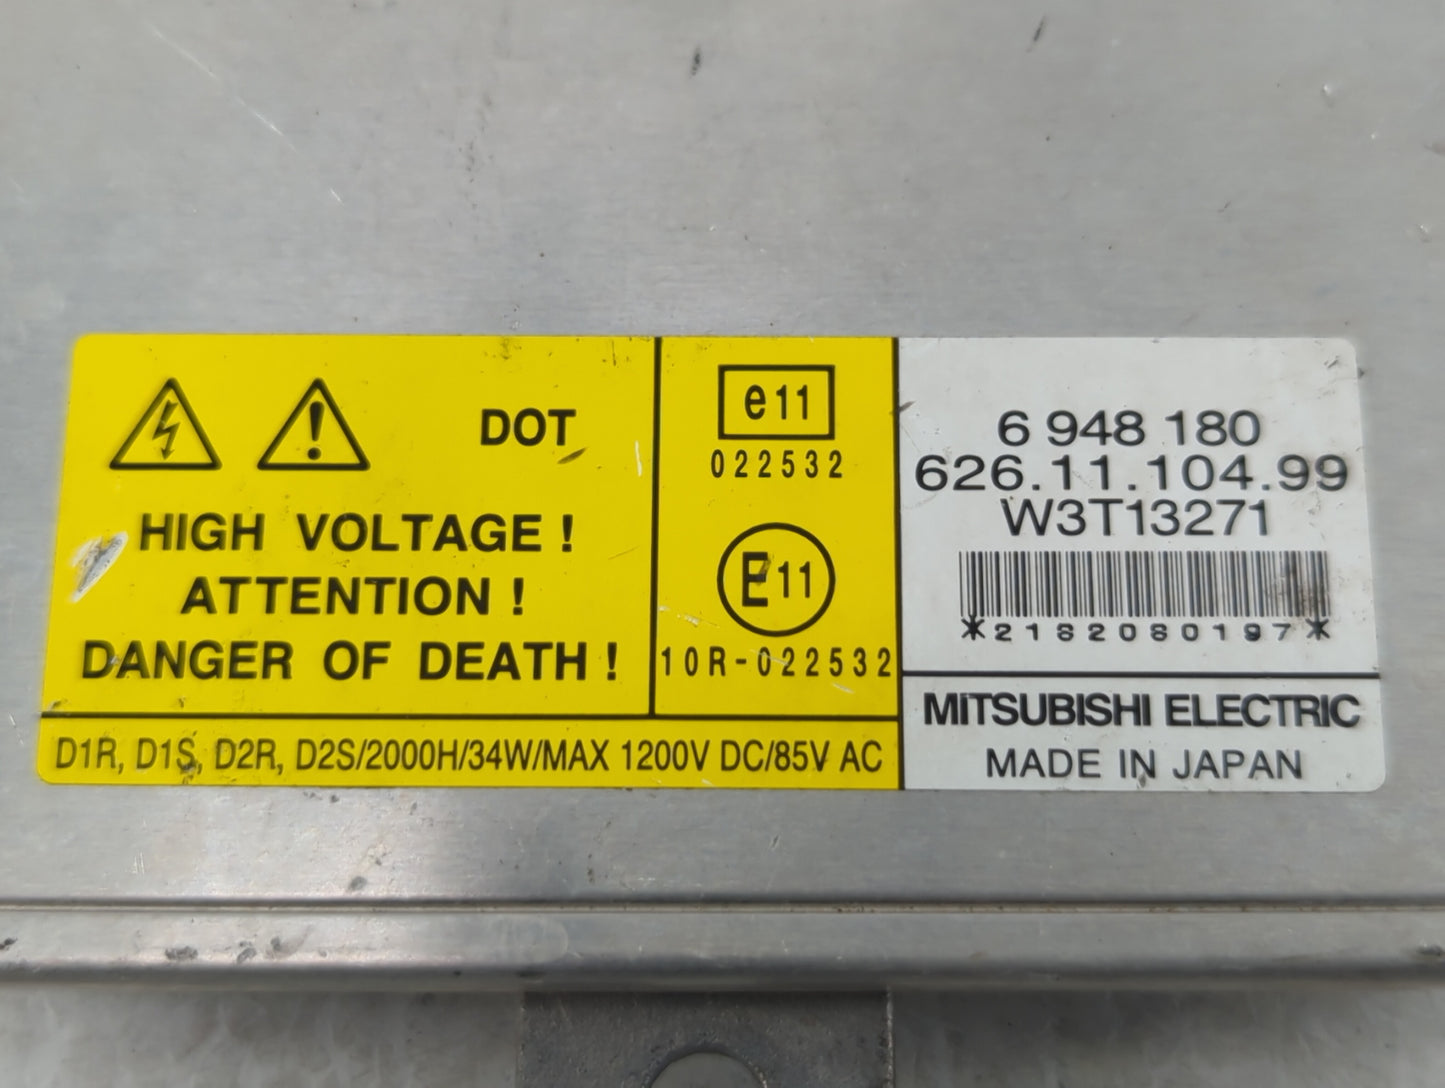 DOT
HIGH VOLTAGE !
ATTENTION !
DANGER OF DEATH !
D1R, D1S, D2R, D2S/2000H/34W/MAX 1200V DC/85V AC
e11
022532
E11
10R-022532
6 948 180
626.11.104.99
W3T13271
*2182080197*
MITSUBISHI ELECTRIC
MADE IN JAPAN